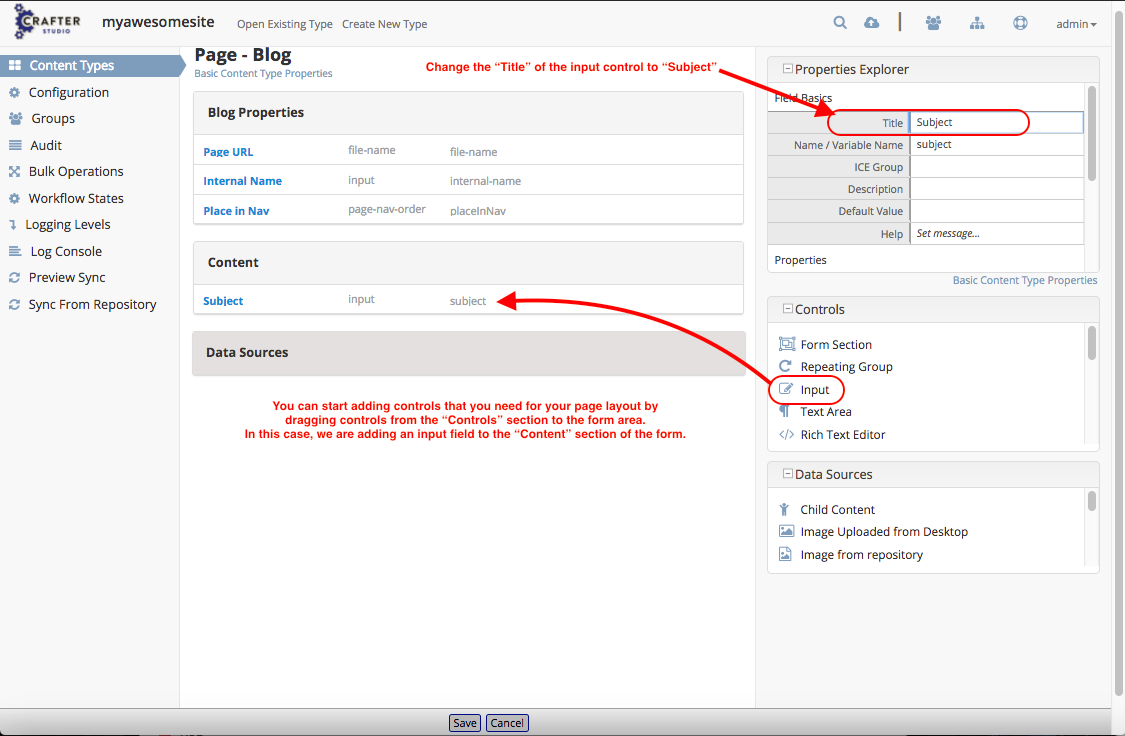 CRAFTER
STUDIO
myawesomesite
Open Existing Type
Create New Type
admin
Content Types
Configuration
Groups
Audit
Bulk Operations
Workflow States
Logging Levels
Log Console
Preview Sync
Sync From Repository
Page - Blog
Basic Content Type Properties
Change the “Title” of the input control to “Subject”
Blog Properties
Page URL file-name file-name
Internal Name input internal-name
Place in Nav page-nav-order placeInNav
Content
Subject input subject
Data Sources
You can start adding controls that you need for your page layout by
dragging controls from the “Controls” section to the form area.
In this case, we are adding an input field to the “Content” section of the form.
Properties Explorer
Field Basics
Title Subject
Name / Variable Name subject
ICE Group
Description
Default Value
Help Set message...
Properties
Basic Content Type Properties
Controls
Form Section
Repeating Group
Input
Text Area
Rich Text Editor
Data Sources
Child Content
Image Uploaded from Desktop
Image from repository
Save
Cancel